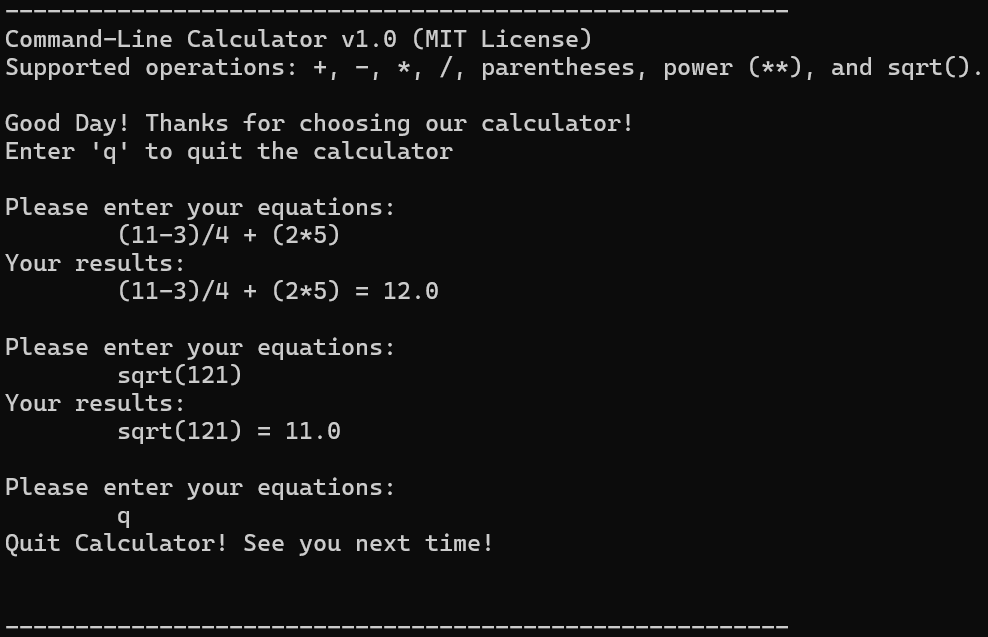 --------------------------------------------------------
Command-Line Calculator v1.0 (MIT License)
Supported operations: +, -, *, /, parentheses, power (**), and sqrt().

Good Day! Thanks for choosing our calculator!
Enter 'q' to quit the calculator

Please enter your equations:
        (11-3)/4 + (2*5)
Your results:
        (11-3)/4 + (2*5) = 12.0

Please enter your equations:
        sqrt(121)
Your results:
        sqrt(121) = 11.0

Please enter your equations:
        q
Quit Calculator! See you next time!


--------------------------------------------------------